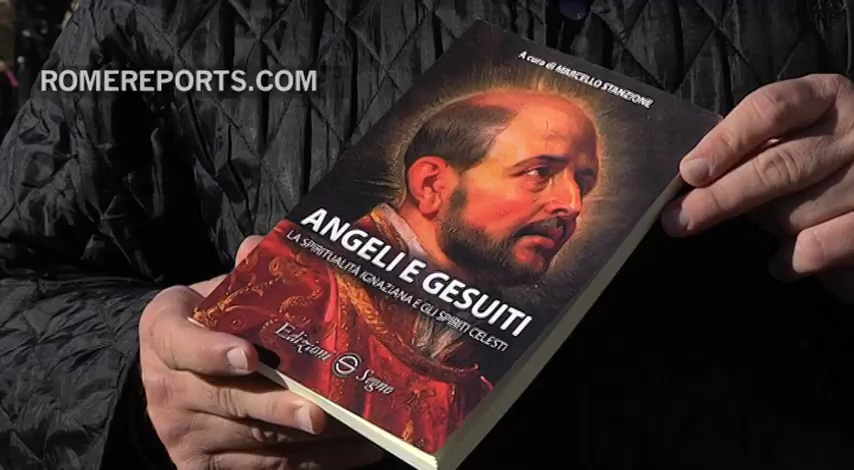 ROMEREPORTS.COM
A cura di MARCELLO STANZIONE
ANGELI E GESUITI
LA SPIRITUALITÀ IGNAZIANA E GLI SPIRITI CELESTI
Edizioni Segno